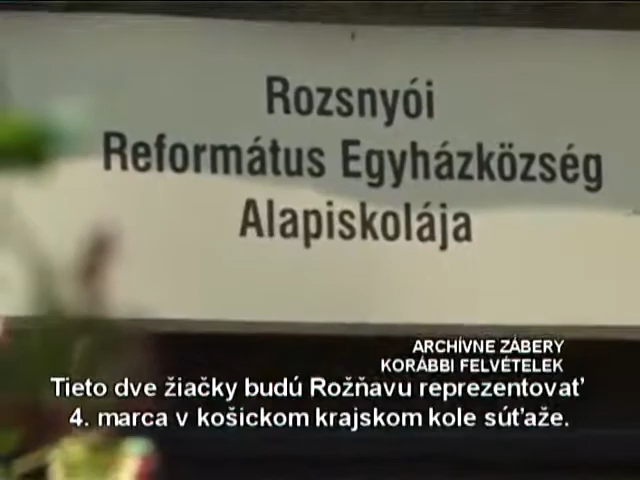 Rozsnyói
Református Egyházközség
Alapiskolája
ARCHÍVNE ZÁBERY
KORÁBBI FELVÉTELEK
Tieto dve žiačky budú Rožňavu reprezentovať
4. marca v košickom krajskom kole súťaže.